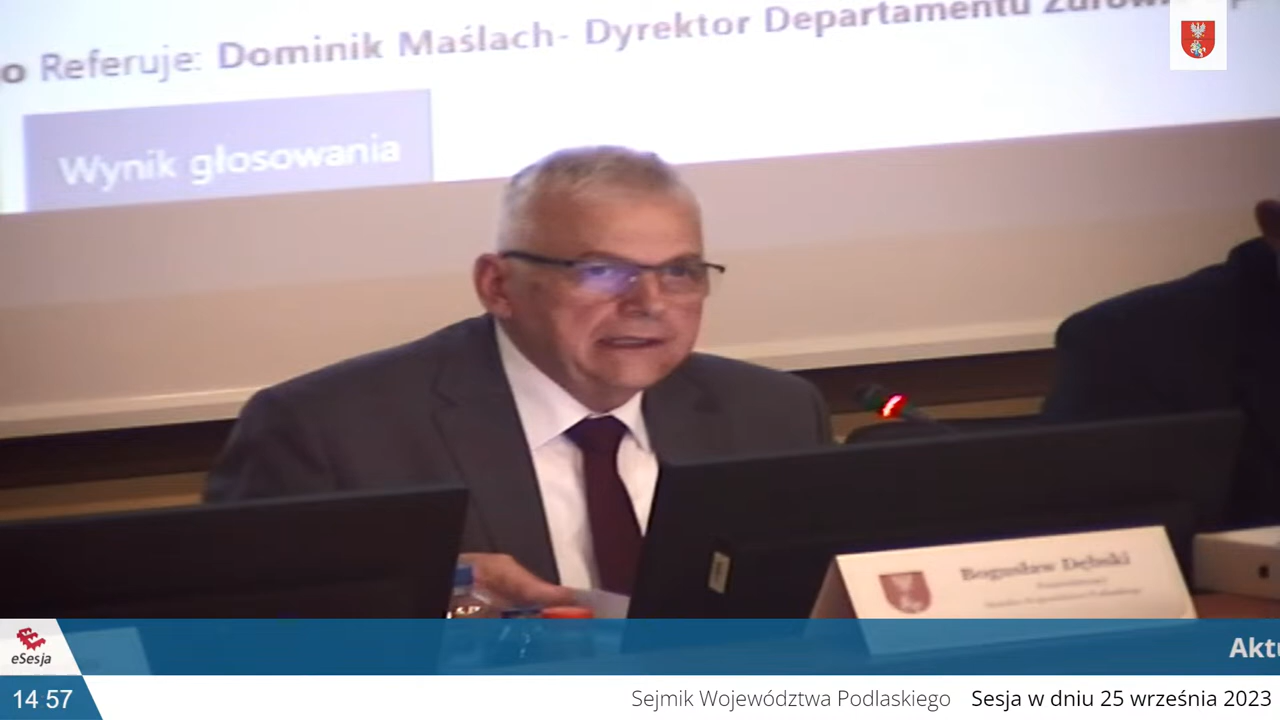 o Referuje: Dominik Maślach- Dyrektor Departamentu
Wynik głosowania
Bogusław Dębski
eSesja
Aktu
14 57
Sejmik Województwa Podlaskiego Sesja w dniu 25 września 2023